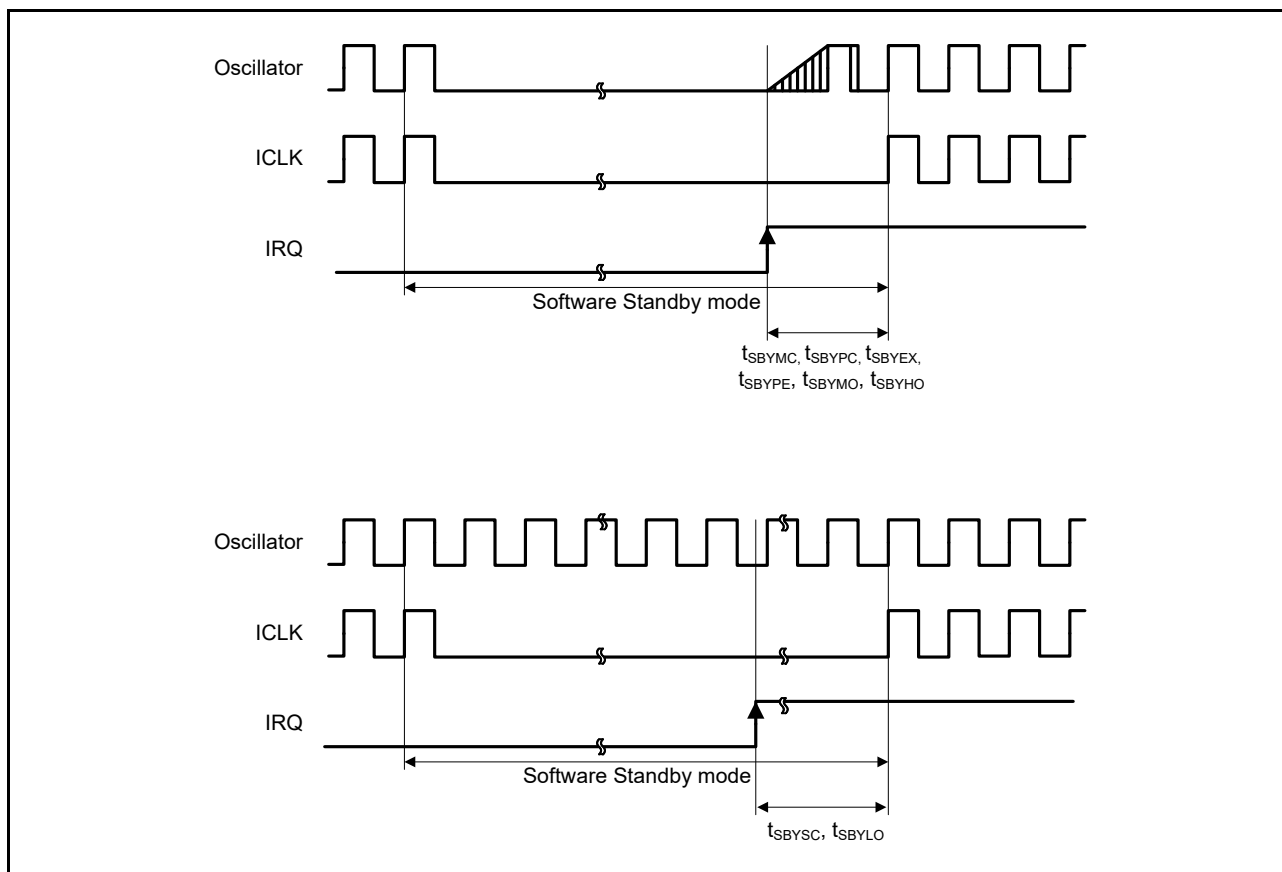 Oscillator
ICLK
IRQ
Software Standby mode
tSBYMC, tSBYPC, tSBYEX,
tSBYPE, tSBYMO, tSBYHO
Oscillator
ICLK
IRQ
Software Standby mode
tSBYSC, tSBYLO